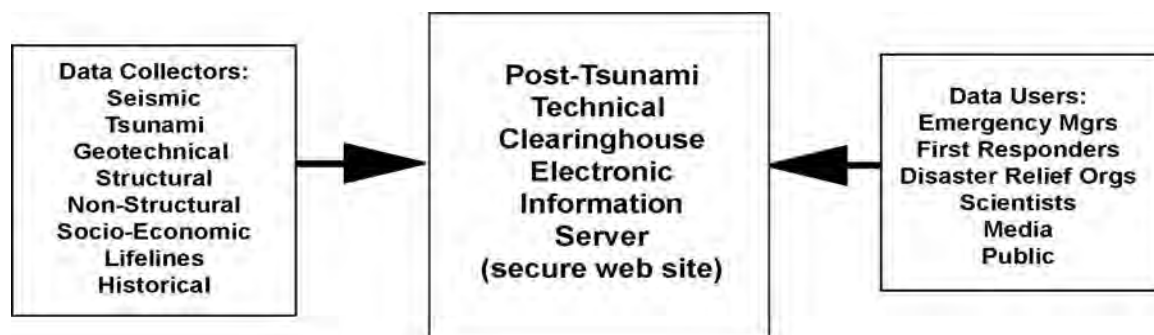 Data Collectors:
Seismic
Tsunami
Geotechnical
Structural
Non-Structural
Socio-Economic
Lifelines
Historical
Post-Tsunami
Technical
Clearinghouse
Electronic
Information
Server
(secure web site)
Data Users:
Emergency Mgrs
First Responders
Disaster Relief Orgs
Scientists
Media
Public